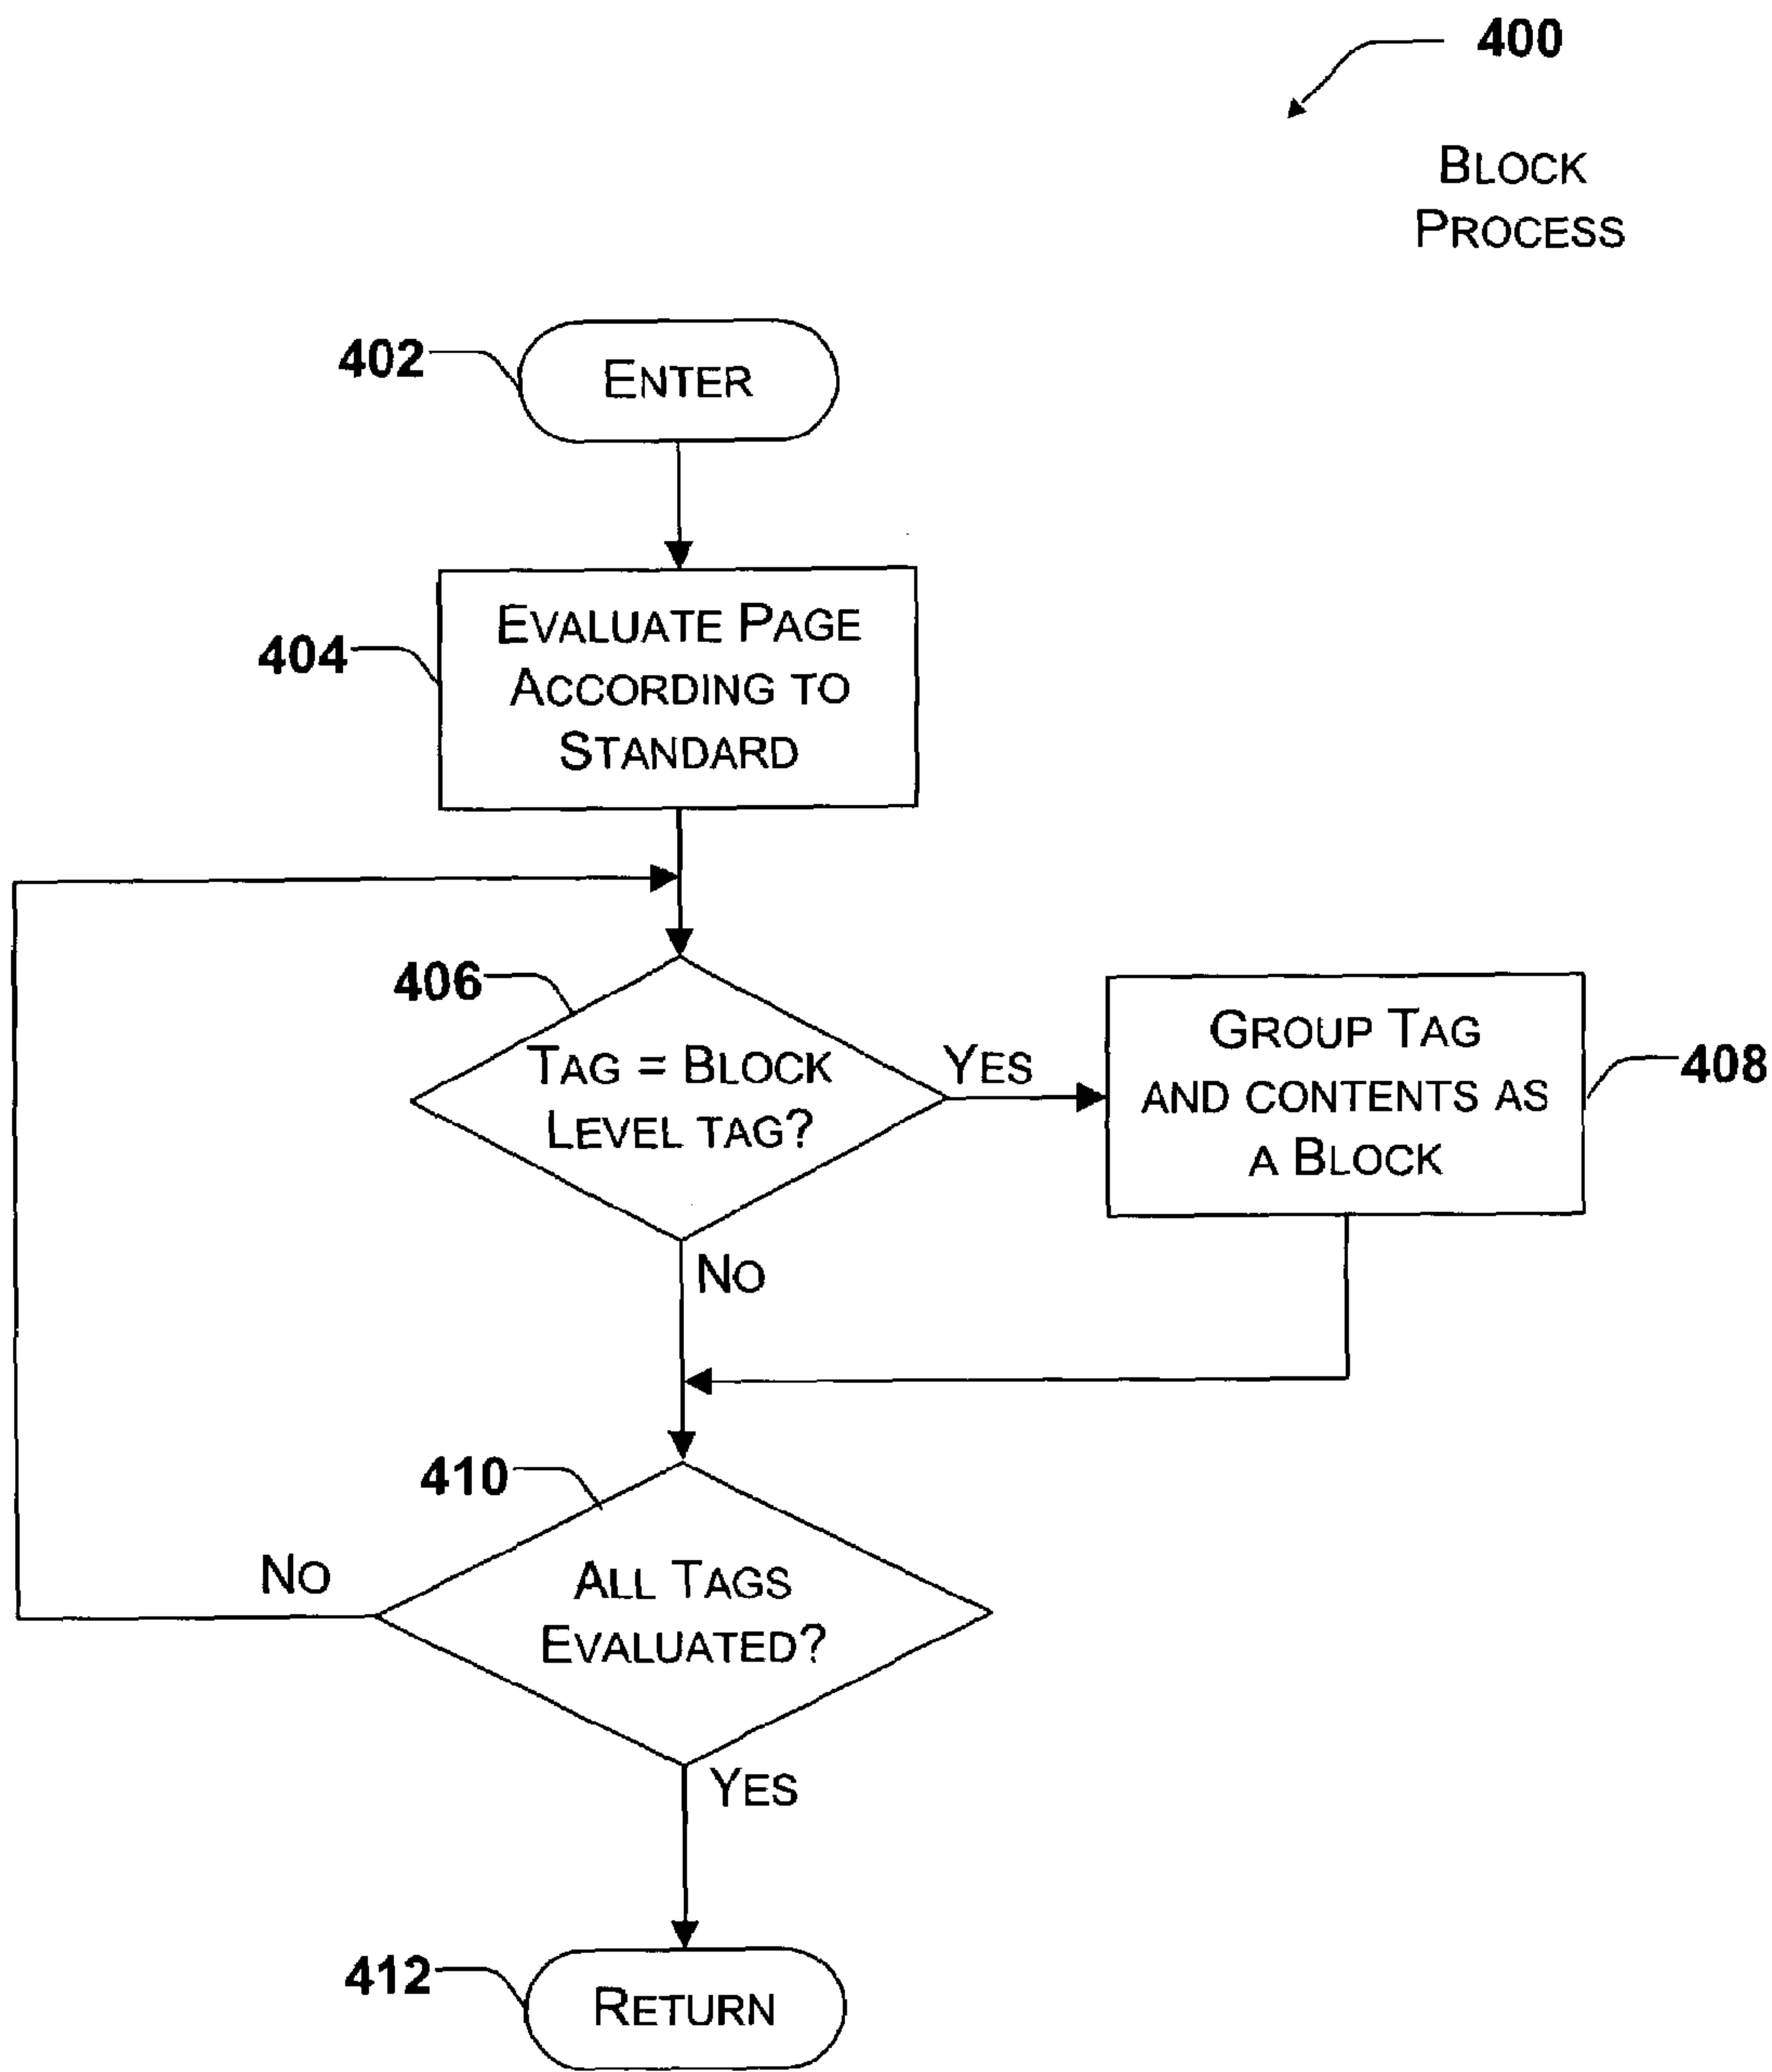 400
BLOCK
PROCESS
402
ENTER
404
EVALUATE PAGE
ACCORDING TO
STANDARD
406
TAG = BLOCK
LEVEL TAG?
YES
GROUP TAG
AND CONTENTS AS
A BLOCK
408
NO
410
NO
ALL TAGS
EVALUATED?
YES
412
RETURN